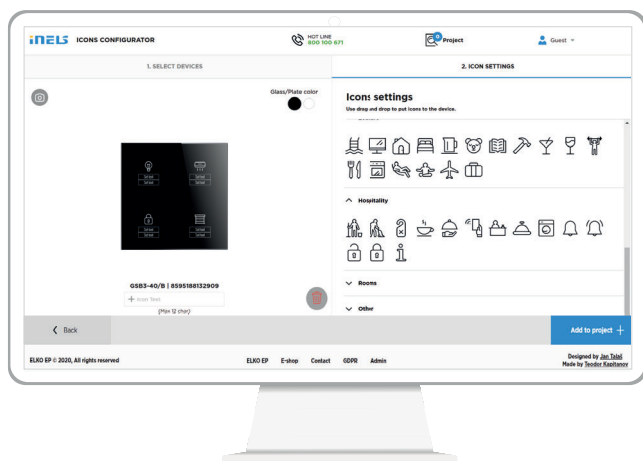 iNELS ICONS CONFIGURATOR
HOT LINE
800 100 671
0
Project
Guest
1. SELECT DEVICES
2. ICON SETTINGS
Glass/Plate color
Icons settings
Use drag and drop to put icons to the device.
Hospitality
GSB3-40/B | 8595188132909
+ Icon Text
(Max 12 char)
Rooms
Other
Back
Add to project +
ELKO EP © 2020, All rights reserved
ELKO EP E-shop Contact GDPR Admin
Designed by Jan Talaš
Made by Teodor Kapitanov